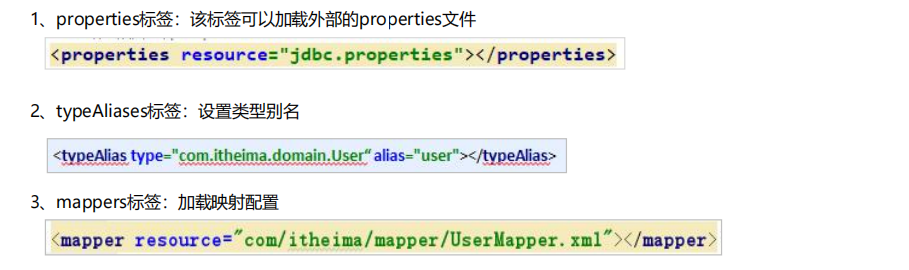 1、properties标签：该标签可以加载外部的properties文件
<properties resource="jdbc.properties"></properties>
2、typeAliases标签：设置类型别名
<typeAlias type="com.itheima.domain.User“ alias="user"></typeAlias>
3、mappers标签：加载映射配置
<mapper resource="com/itheima/mapper/UserMapper.xml"></mapper>